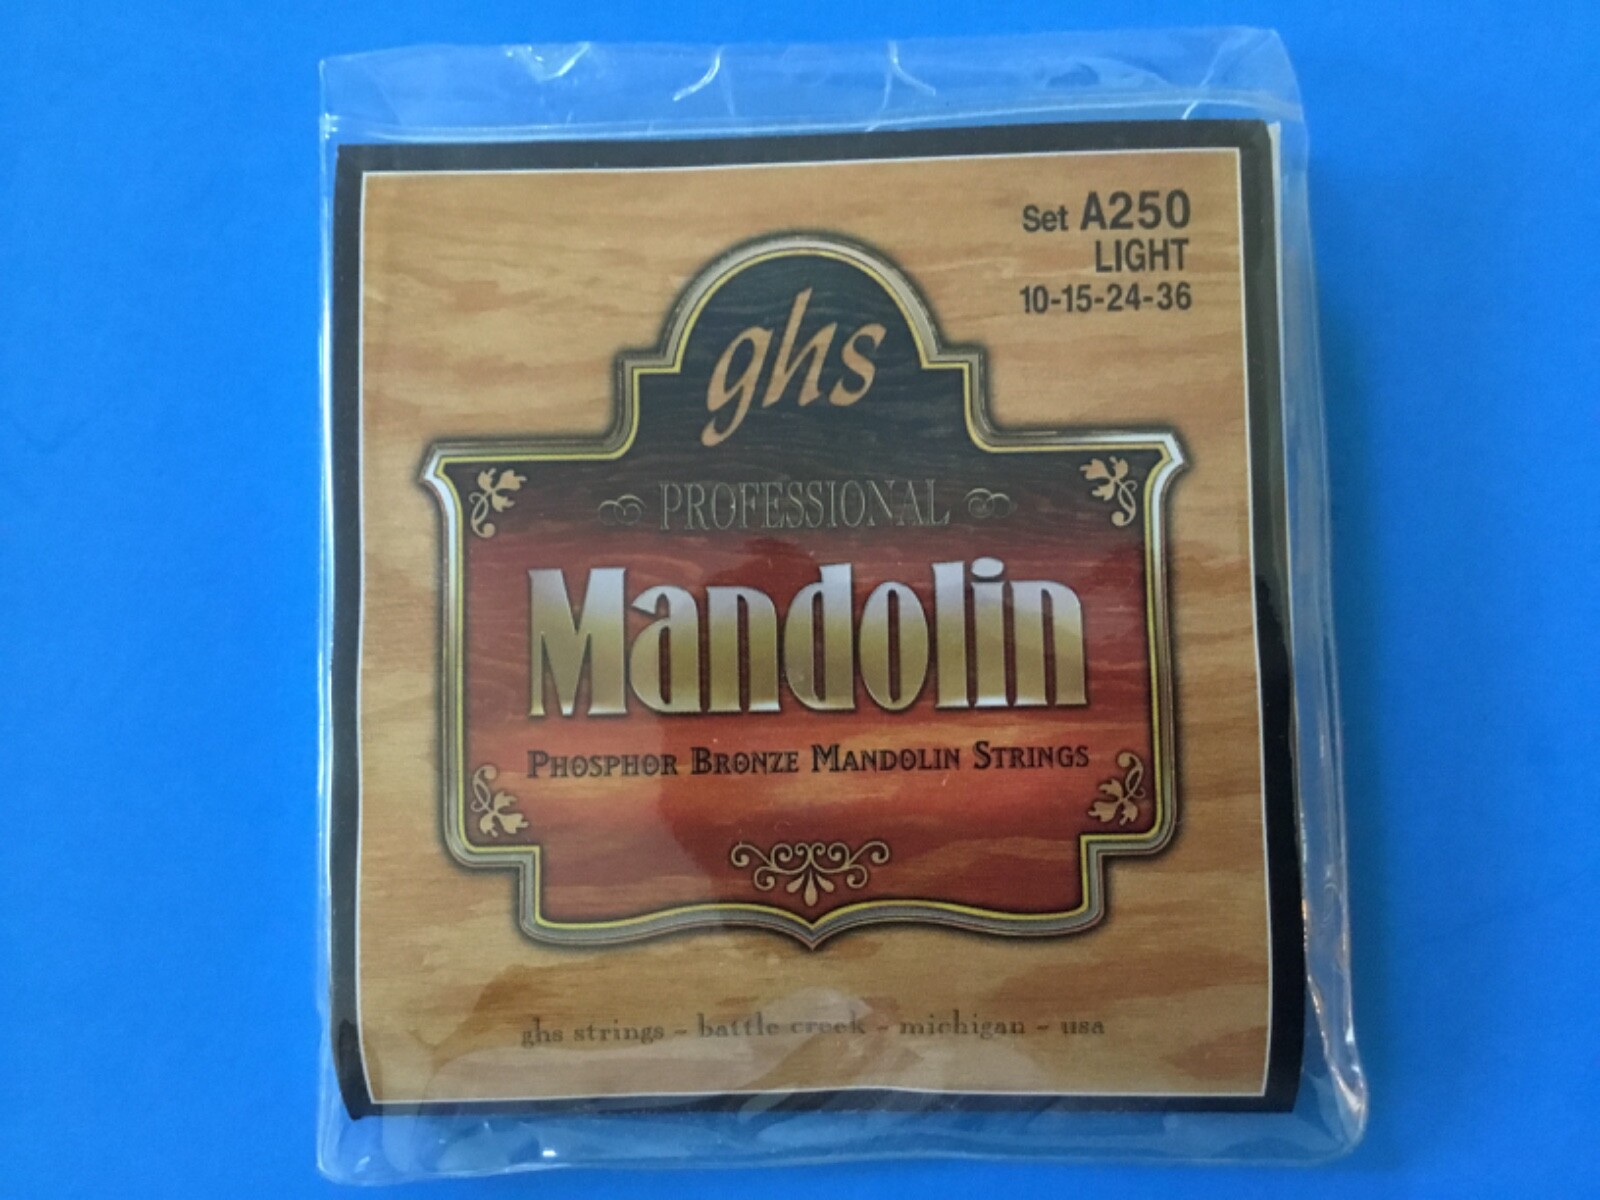 Set A250
LIGHT
10-15-24-36
ghs
PROFESSIONAL
Mandolin
PHOSPHOR BRONZE MANDOLIN STRINGS
ghs strings - battle creek - michigan - usa